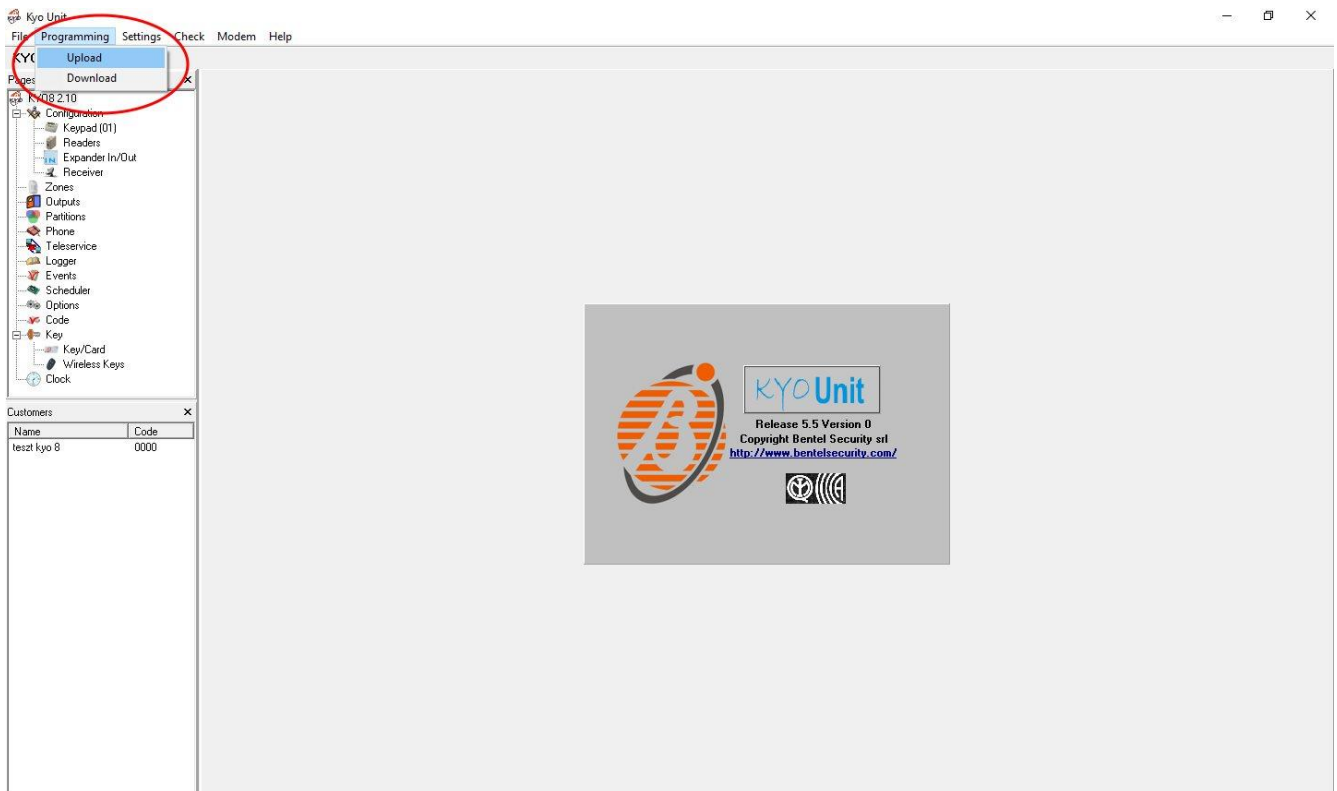 Kyo Unit
File Programming Settings Check Modem Help
Upload
Download
Pages
KYO8 2.10
Configuration
Keypad (01)
Readers
Expander In/Out
Receiver
Zones
Outputs
Partitions
Phone
Teleservice
Logger
Events
Scheduler
Options
Code
Key
Key/Card
Wireless Keys
Clock
Customers
Name Code
teszt kyo 8 0000
KYO Unit
Release 5.5 Version 0
Copyright Bentel Security srl
http://www.bentelsecurity.com/